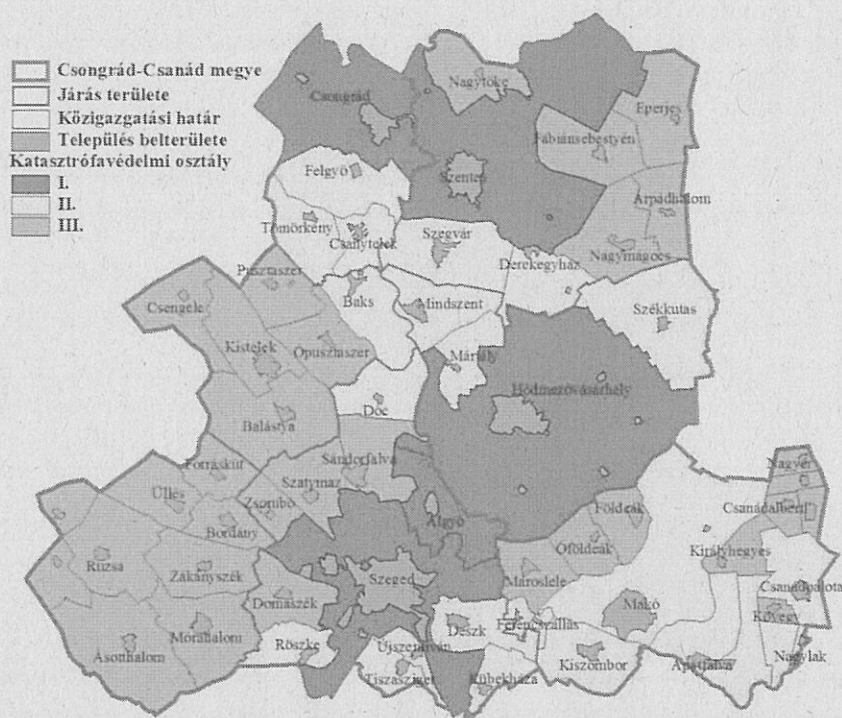 Csongrád-Csanád megye
Járás területe
Közigazgatási határ
Település belterülete
Katasztrófavédelmi osztály
I.
II.
III.
Nagytőke
Csongrád
Eperjes
Fábiánsebestyén
Felgyő
Szentes
Árpádhalom
Tömörkény
Csanytelek
Szegvár
Nagymágocs
Derekegyház
Pusztaszer
Csengele
Baks
Mindszent
Székkutas
Kistelek
Ópusztaszer
Mártély
Hódmezővásárhely
Dóc
Balástya
Forráskút
Sándorfalva
Nagyér
Üllés
Zsombó
Szatymaz
Csanádalberti
Bordány
Algyő
Földeák
Óföldeák
Királyhegyes
Ruzsa
Zákányszék
Szeged
Maroslele
Csanádpalota
Domaszék
Makó
Kövegy
Mórahalom
Deszk
Ferencszállás
Ásotthalom
Röszke
Újszentiván
Kiszombor
Apátfalva
Nagylak
Tiszasziget
Kübekháza